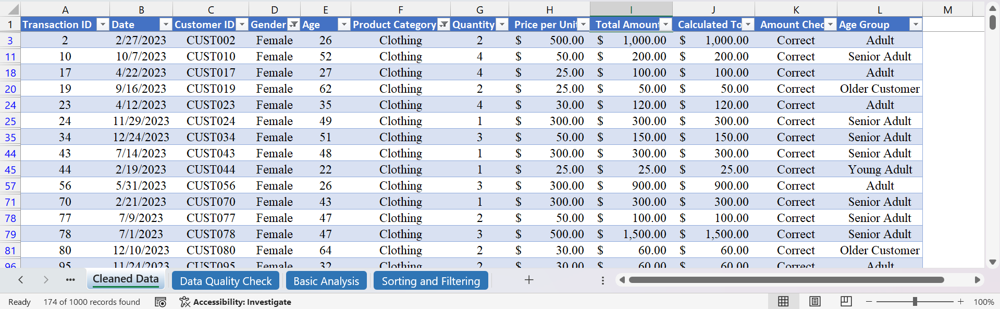 A B C D E F G H I J K L M
1 Transaction ID Date Customer ID Gender Age Product Category Quantity Price per Unit Total Amount Calculated To Amount Chec Age Group
3 2 2/27/2023 CUST002 Female 26 Clothing 2 $ 500.00 $ 1,000.00 $ 1,000.00 Correct Adult
11 10 10/7/2023 CUST010 Female 52 Clothing 4 $ 50.00 $ 200.00 $ 200.00 Correct Senior Adult
18 17 4/22/2023 CUST017 Female 27 Clothing 4 $ 25.00 $ 100.00 $ 100.00 Correct Adult
20 19 9/16/2023 CUST019 Female 62 Clothing 2 $ 25.00 $ 50.00 $ 50.00 Correct Older Customer
24 23 4/12/2023 CUST023 Female 35 Clothing 4 $ 30.00 $ 120.00 $ 120.00 Correct Adult
25 24 11/29/2023 CUST024 Female 49 Clothing 1 $ 300.00 $ 300.00 $ 300.00 Correct Senior Adult
35 34 12/24/2023 CUST034 Female 51 Clothing 3 $ 50.00 $ 150.00 $ 150.00 Correct Senior Adult
44 43 7/14/2023 CUST043 Female 48 Clothing 1 $ 300.00 $ 300.00 $ 300.00 Correct Senior Adult
45 44 2/19/2023 CUST044 Female 22 Clothing 1 $ 25.00 $ 25.00 $ 25.00 Correct Young Adult
57 56 5/31/2023 CUST056 Female 26 Clothing 3 $ 300.00 $ 900.00 $ 900.00 Correct Adult
71 70 2/21/2023 CUST070 Female 43 Clothing 1 $ 300.00 $ 300.00 $ 300.00 Correct Senior Adult
78 77 7/9/2023 CUST077 Female 47 Clothing 2 $ 50.00 $ 100.00 $ 100.00 Correct Senior Adult
79 78 7/1/2023 CUST078 Female 47 Clothing 3 $ 500.00 $ 1,500.00 $ 1,500.00 Correct Senior Adult
81 80 12/10/2023 CUST080 Female 64 Clothing 2 $ 30.00 $ 60.00 $ 60.00 Correct Older Customer
96 95 11/24/2023 CUST095 Female 32 Clothing 2 $ 30.00 $ 60.00 $ 60.00 Correct Adult
Cleaned Data Data Quality Check Basic Analysis Sorting and Filtering
Ready 174 of 1000 records found Accessibility: Investigate 100%